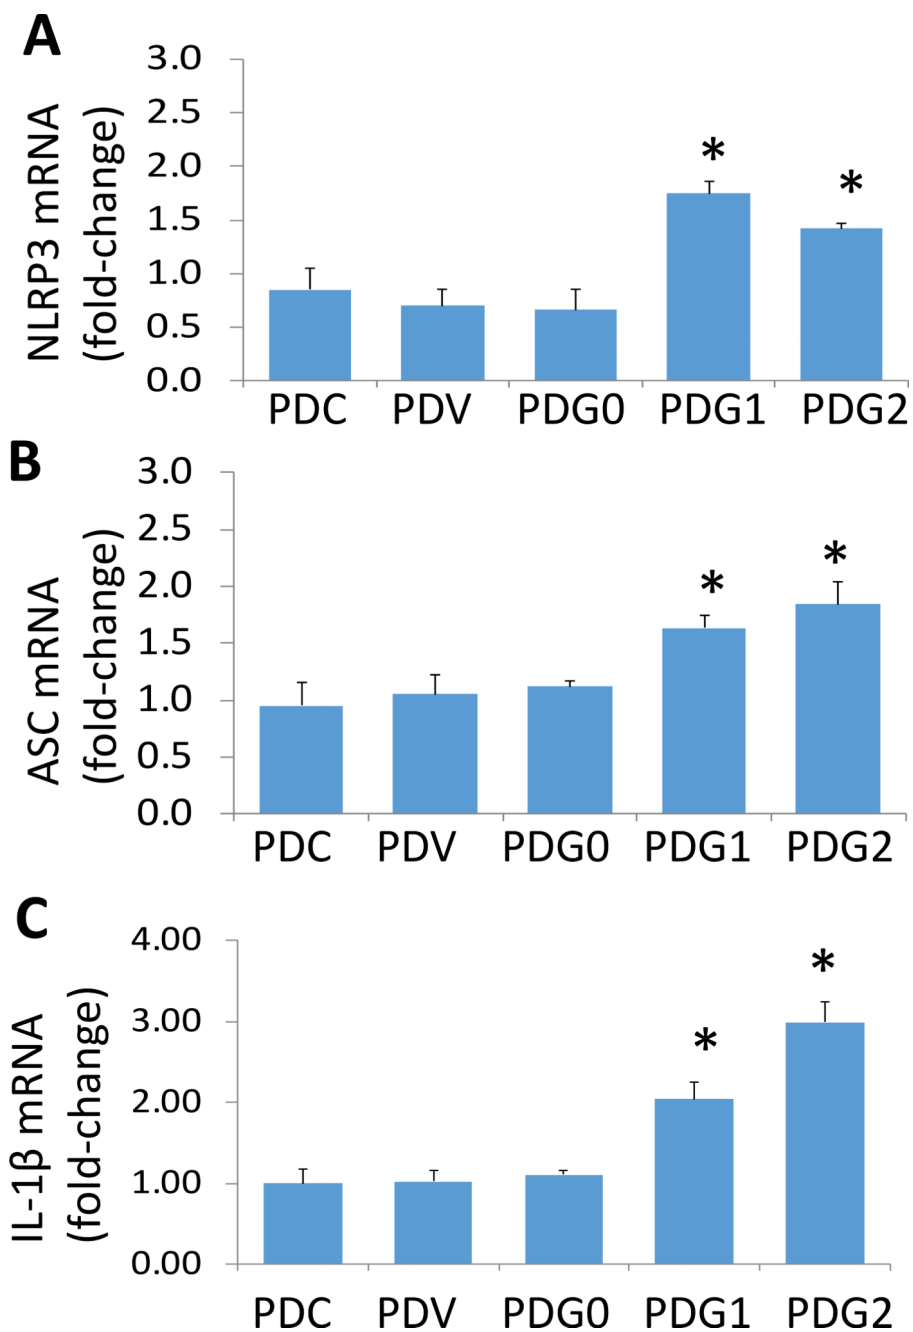 A
NLRP3 mRNA
(fold-change)
3.0
2.5
2.0
1.5
1.0
0.5
0.0
*
*
PDC PDV PDG0 PDG1 PDG2
B
ASC mRNA
(fold-change)
3.0
2.5
2.0
1.5
1.0
0.5
0.0
*
*
PDC PDV PDG0 PDG1 PDG2
C
IL-1β mRNA
(fold-change)
4.00
3.00
2.00
1.00
0.00
*
*
PDC PDV PDG0 PDG1 PDG2